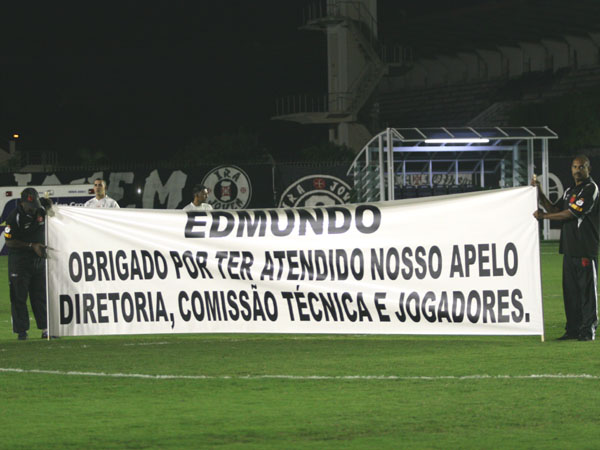 EDMUNDO
OBRIGADO POR TER ATENDIDO NOSSO APELO
DIRETORIA, COMISSÃO TÉCNICA E JOGADORES.